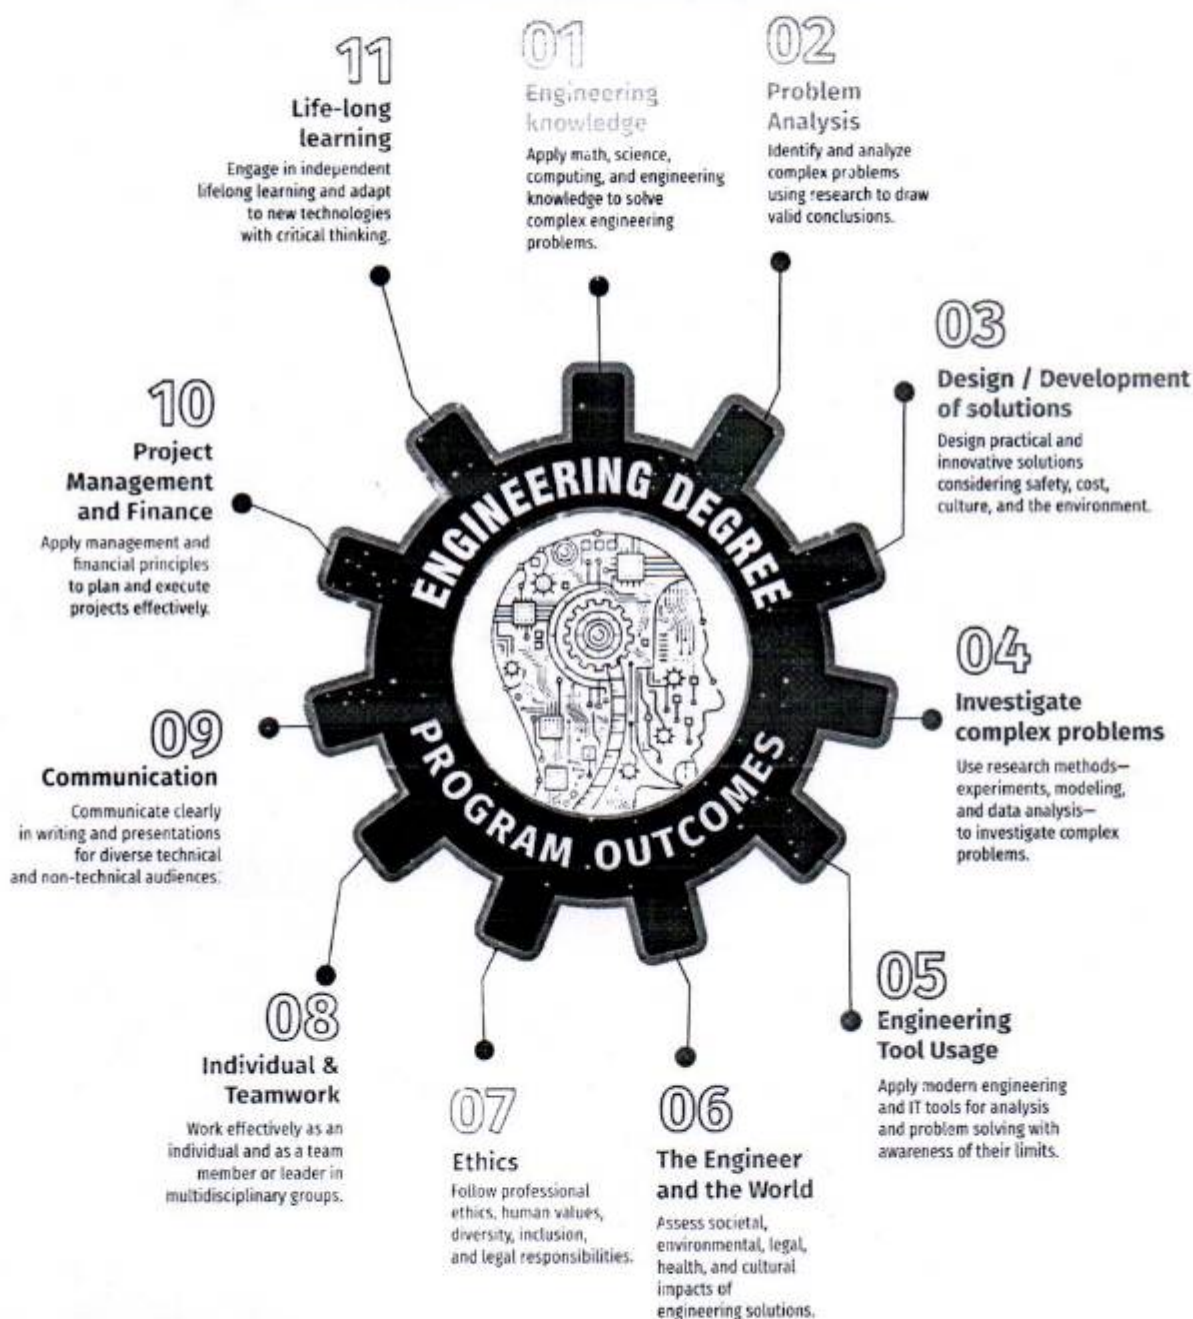 01
Engineering
knowledge
Apply math, science,
computing, and engineering
knowledge to solve
complex engineering
problems.
02
Problem
Analysis
Identify and analyze
complex problems
using research to draw
valid conclusions.
03
Design / Development
of solutions
Design practical and
innovative solutions
considering safety, cost,
culture, and the environment.
04
Investigate
complex problems
Use research methods—
experiments, modeling,
and data analysis—
to investigate complex
problems.
05
Engineering
Tool Usage
Apply modern engineering
and IT tools for analysis
and problem solving with
awareness of their limits.
06
The Engineer
and the World
Assess societal,
environmental, legal,
health, and cultural
impacts of
engineering solutions.
07
Ethics
Follow professional
ethics, human values,
diversity, inclusion,
and legal responsibilities.
08
Individual &
Teamwork
Work effectively as an
individual and as a team
member or leader in
multidisciplinary groups.
09
Communication
Communicate clearly
in writing and presentations
for diverse technical
and non-technical audiences.
10
Project
Management
and Finance
Apply management and
financial principles
to plan and execute
projects effectively.
11
Life-long
learning
Engage in independent
lifelong learning and adapt
to new technologies
with critical thinking.
ENGINEERING DEGREE
PROGRAM OUTCOMES